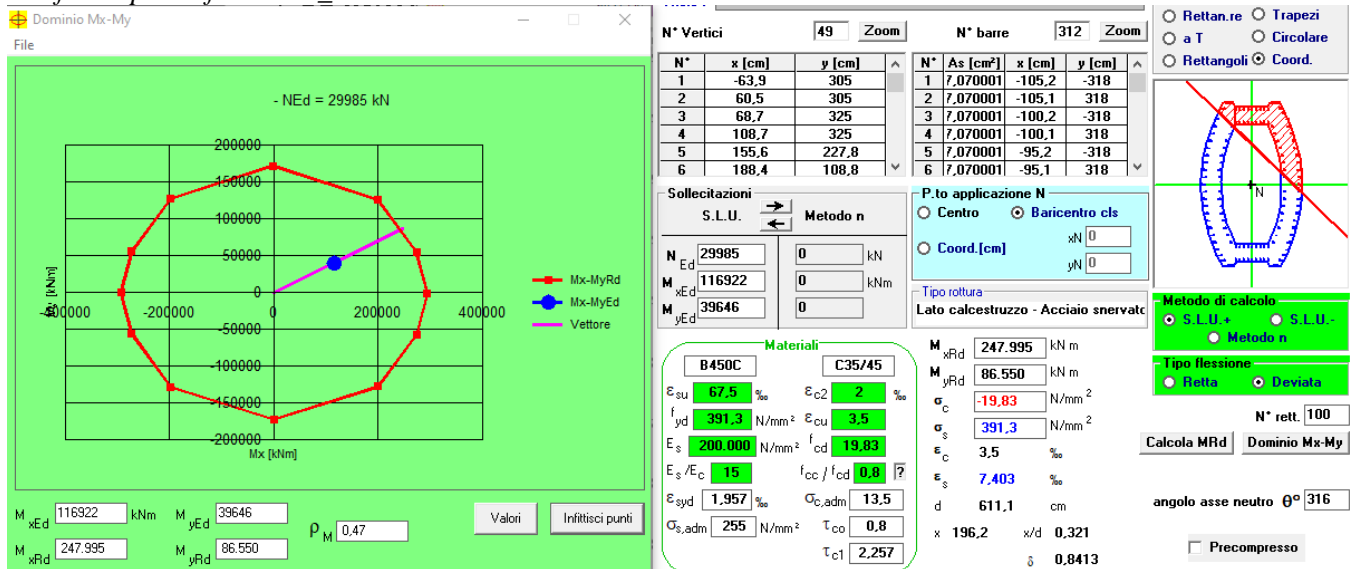 Dominio Mx-My
File
- NEd = 29985 kN
200000
150000
100000
50000
0
-50000
-100000
-150000
-200000
-400000 -200000 0 200000 400000
My [kNm]
Mx [kNm]
Mx-MyRd
Mx-MyEd
Vettore
M xEd 116922 kNm M yEd 39646
M xRd 247.995 M yRd 86.550
ρ M 0,47
Valori Infittisci punti
N° Vertici 49 Zoom N° barre 312 Zoom
N° x [cm] y [cm]
1 -63,9 305
2 60,5 305
3 68,7 325
4 108,7 325
5 155,6 227,8
6 188,4 108,8
N° As [cm²] x [cm] y [cm]
1 7,070001 -105,2 -318
2 7,070001 -105,1 318
3 7,070001 -100,2 -318
4 7,070001 -100,1 318
5 7,070001 -95,2 -318
6 7,070001 -95,1 318
Rettan.re Trapezi
a T Circolare
Rettangoli Coord.
N
Sollecitazioni
S.L.U. Metodo n
N Ed 29985 0 kN
M xEd 116922 0 kNm
M yEd 39646 0
P.to applicazione N
Centro Baricentro cls
Coord.[cm] xN 0
yN 0
Tipo rottura
Lato calcestruzzo - Acciaio snervato
Materiali
B450C C35/45
εsu 67,5 ‰ εc2 2 ‰
fyd 391,3 N/mm² εcu 3,5
Es 200.000 N/mm² fcd 19,83
Es/Ec 15 fcc / fcd 0,8 ?
εsyd 1,957 ‰ σc,adm 13,5
σs,adm 255 N/mm² τco 0,8
τc1 2,257
M xRd 247.995 kN m
M yRd 86.550 kN m
σc -19,83 N/mm²
σs 391,3 N/mm²
εc 3,5 ‰
εs 7,403 ‰
d 611,1 cm
x 196,2 x/d 0,321
δ 0,8413
Metodo di calcolo
S.L.U.+ S.L.U.-
Metodo n
Tipo flessione
Retta Deviata
N° rett. 100
Calcola MRd Dominio Mx-My
angolo asse neutro θ° 316
Precompresso